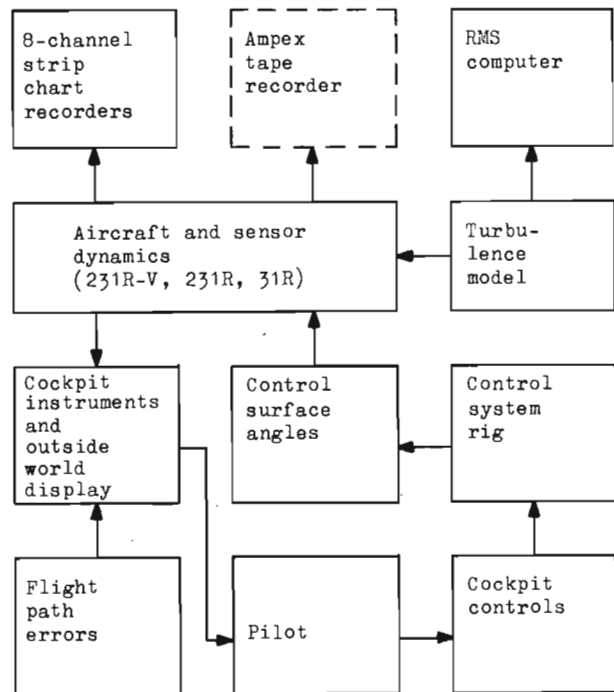 8-channel
strip
chart
recorders
Ampex
tape
recorder
RMS
computer
Aircraft and sensor
dynamics
(231R-V, 231R, 31R)
Turbu-
lence
model
Cockpit
instruments
and
outside
world
display
Control
surface
angles
Control
system
rig
Flight
path
errors
Pilot
Cockpit
controls